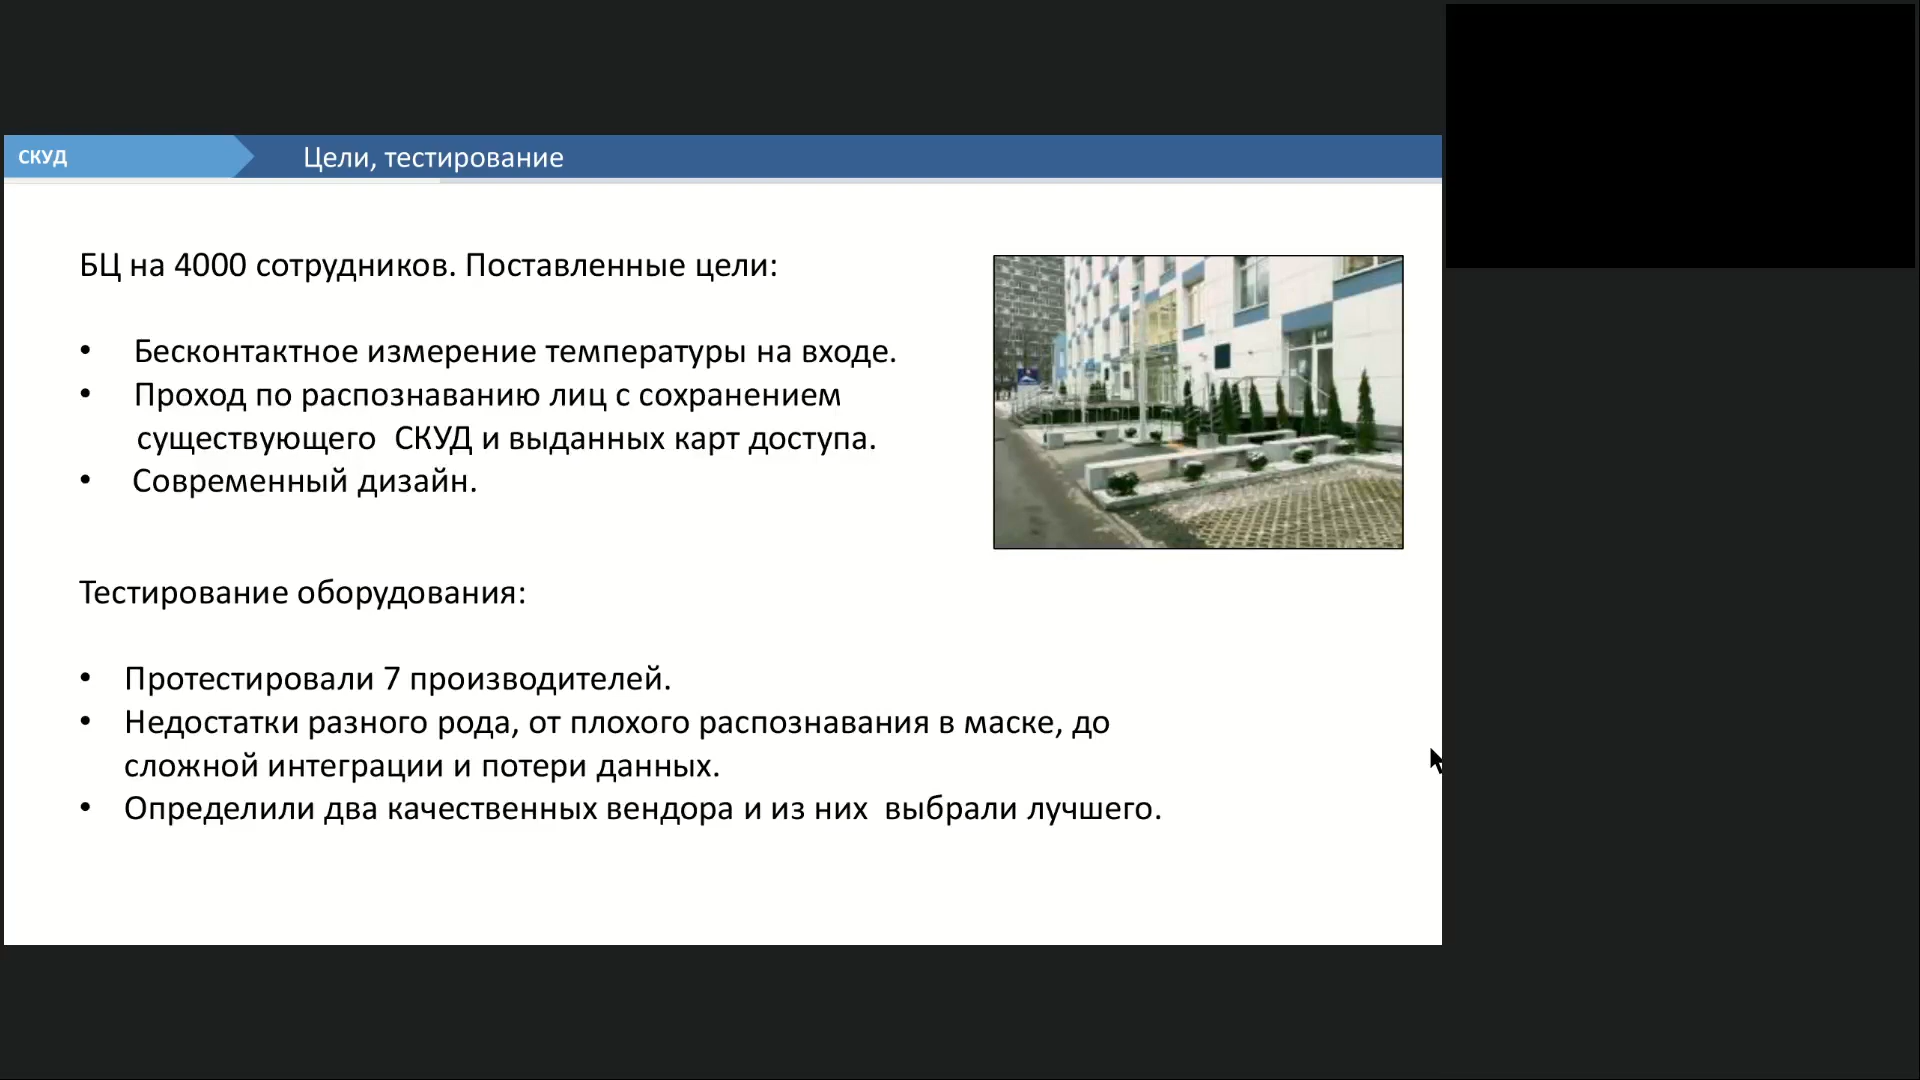 СКУД
Цели, тестирование
БЦ на 4000 сотрудников. Поставленные цели:
• Бесконтактное измерение температуры на входе.
• Проход по распознаванию лиц с сохранением
существующего СКУД и выданных карт доступа.
• Современный дизайн.
Тестирование оборудования:
• Протестировали 7 производителей.
• Недостатки разного рода, от плохого распознавания в маске, до
сложной интеграции и потери данных.
• Определили два качественных вендора и из них выбрали лучшего.